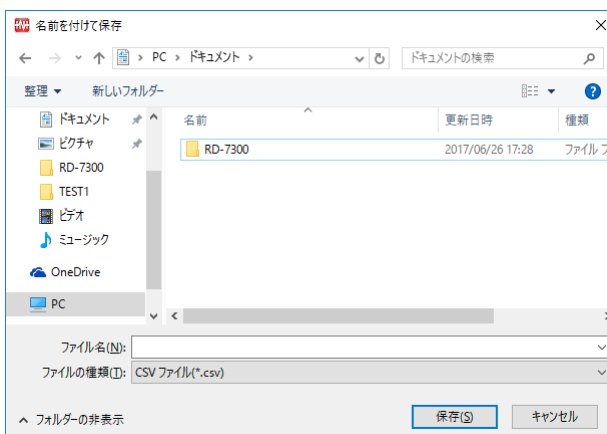 名前を付けて保存
PC › ドキュメント ›
ドキュメントの検索
整理 新しいフォルダー
名前 更新日時 種類
ドキュメント
ピクチャ
RD-7300
TEST1
ビデオ
ミュージック
OneDrive
PC
RD-7300 2017/06/26 17:28 ファイル フ
ファイル名(N):
ファイルの種類(T): CSV ファイル(*.csv)
フォルダーの非表示
保存(S) キャンセル